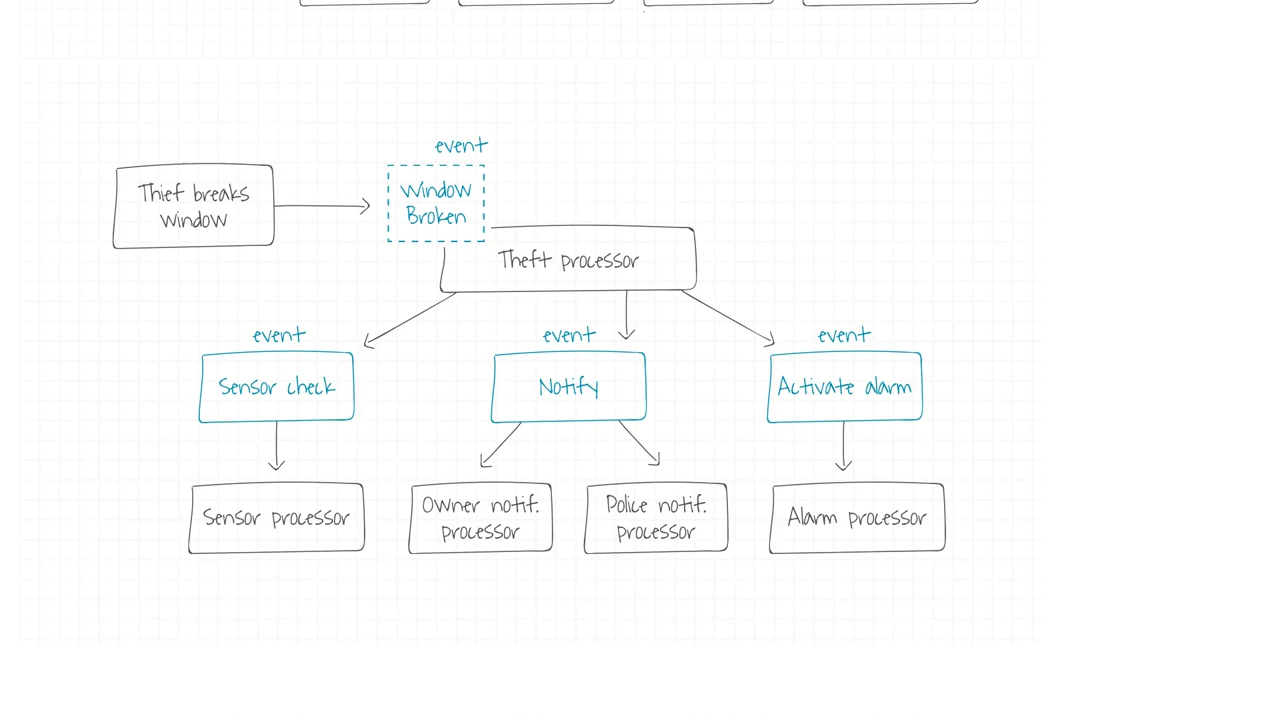 event
Thief breaks
window
Window
Broken
Theft processor
event
event
event
Sensor check
Notify
Activate alarm
Sensor processor
Owner notif.
processor
Police notif.
processor
Alarm processor